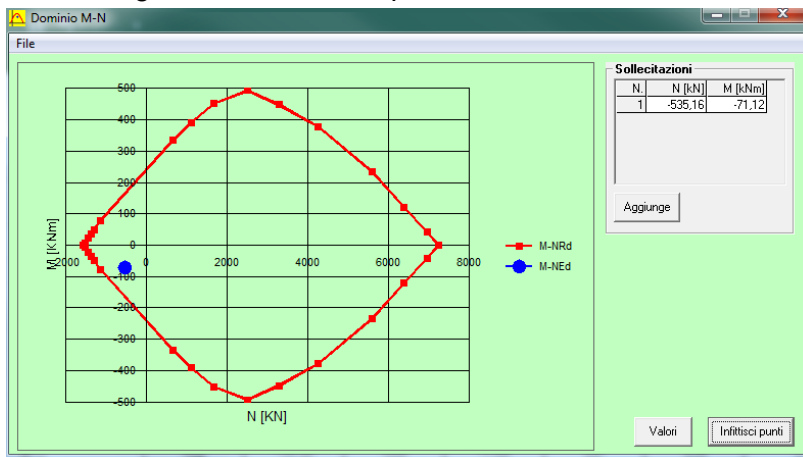 Dominio M-N
File
500
400
300
200
100
0
-2000
0
2000
4000
6000
8000
-100
-200
-300
-400
-500
M [KNm]
N [KN]
M-NRd
M-NEd
Sollecitazioni
N. N [kN] M [kNm]
1 -535,16 -71,12
Aggiunge
Valori
Infittisci punti